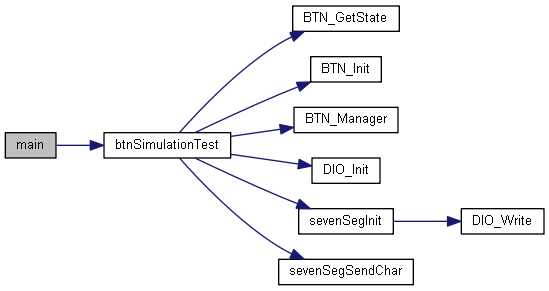 BTN_GetState
BTN_Init
BTN_Manager
main
btnSimulationTest
DIO_Init
sevenSegInit
DIO_Write
sevenSegSendChar